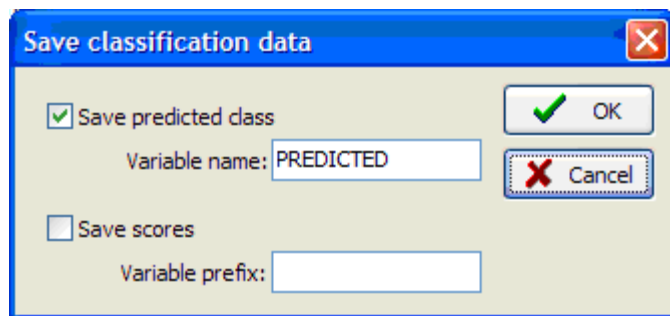 Save classification data
Save predicted class
OK
Variable name: PREDICTED
Cancel
Save scores
Variable prefix: